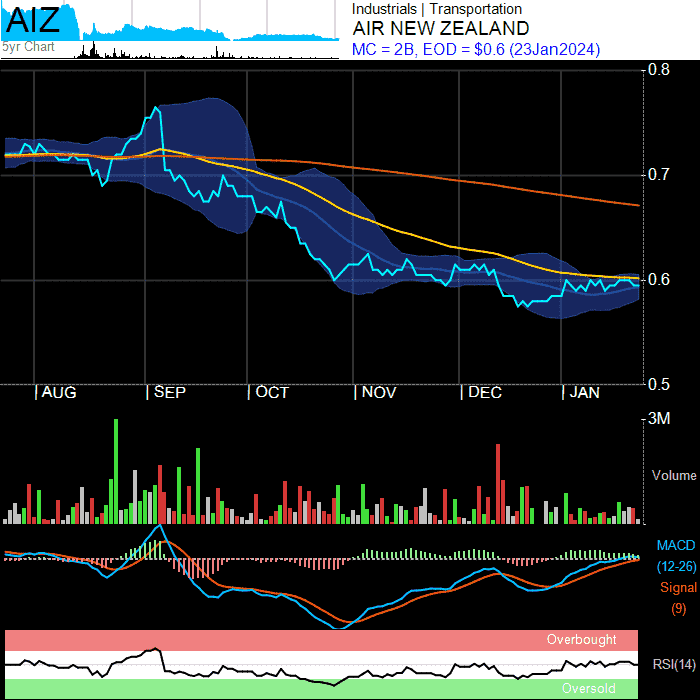 AIZ
5yr Chart
Industrials | Transportation
AIR NEW ZEALAND
MC = 2B, EOD = $0.6 (23Jan2024)
0.8
0.7
0.6
0.5
| AUG | SEP | OCT | NOV | DEC | JAN
3M
Volume
MACD
(12-26)
Signal
(9)
Overbought
RSI(14)
Oversold